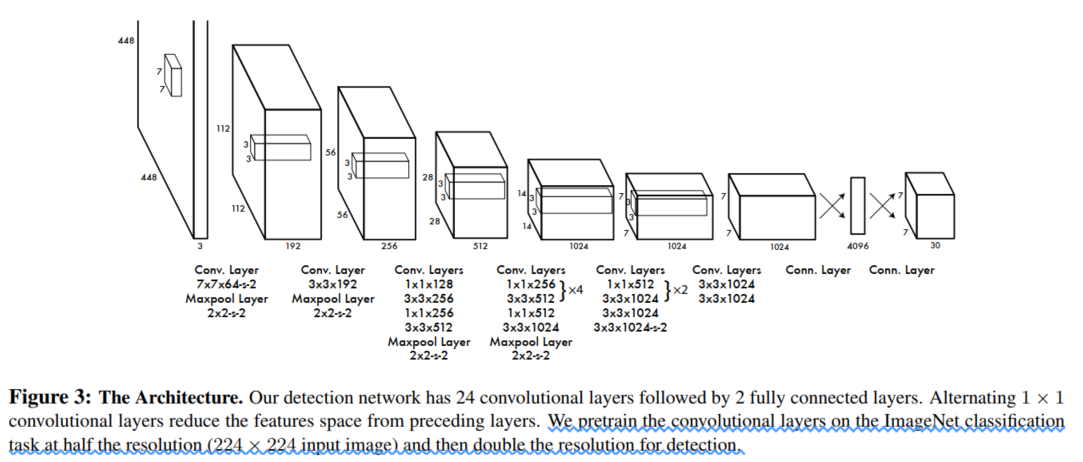 448
448
7
7
3
112
112
3
3
192
56
56
3
3
256
28
28
3
3
512
14
14
3
3
1024
7
7
3
3
1024
7
7
1024
4096
7
7
30
Conv. Layer
7x7x64-s-2
Maxpool Layer
2x2-s-2
Conv. Layer
3x3x192
Maxpool Layer
2x2-s-2
Conv. Layers
1x1x128
3x3x256
1x1x256
3x3x512
Maxpool Layer
2x2-s-2
Conv. Layers
1x1x256
3x3x512
}×4
1x1x512
3x3x1024
Maxpool Layer
2x2-s-2
Conv. Layers
1x1x512
3x3x1024
}×2
3x3x1024
3x3x1024-s-2
Conv. Layers
3x3x1024
3x3x1024
Conn. Layer
Conn. Layer
Figure 3: The Architecture. Our detection network has 24 convolutional layers followed by 2 fully connected layers. Alternating 1 × 1
convolutional layers reduce the features space from preceding layers. We pretrain the convolutional layers on the ImageNet classification
task at half the resolution (224 × 224 input image) and then double the resolution for detection.